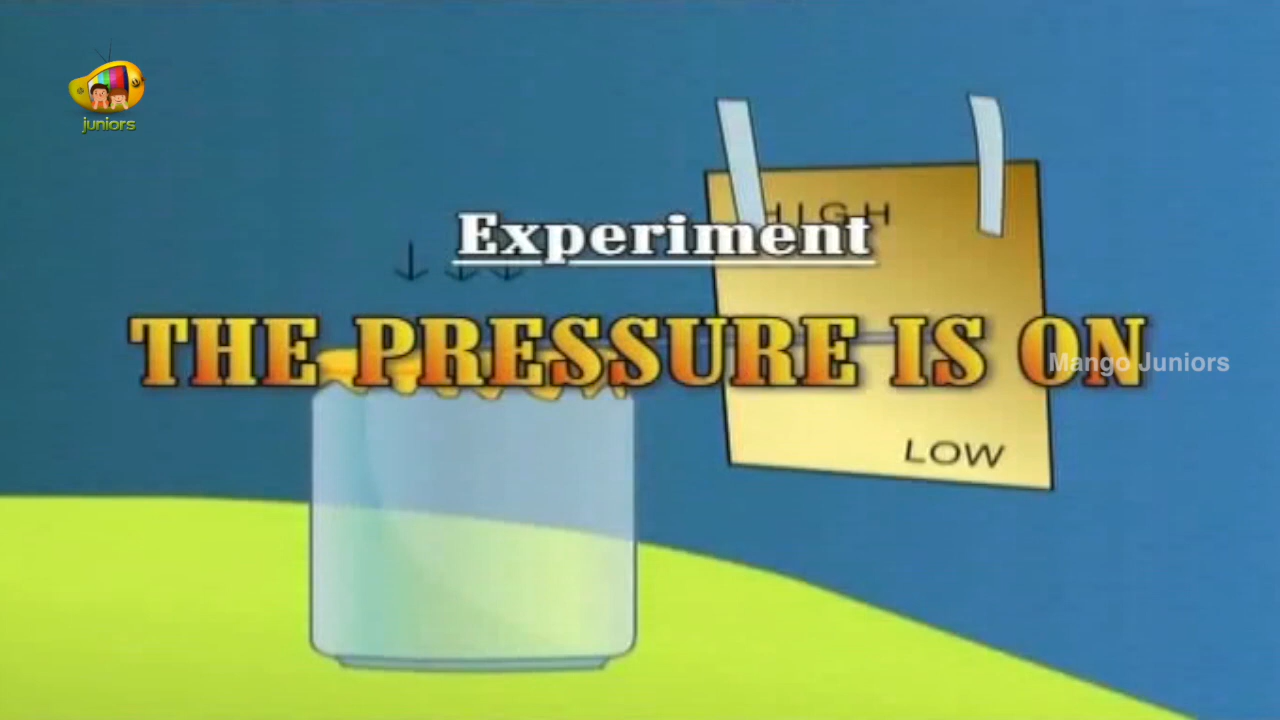 juniors
HIGH
Experiment
THE PRESSURE IS ON
Mango Juniors
LOW